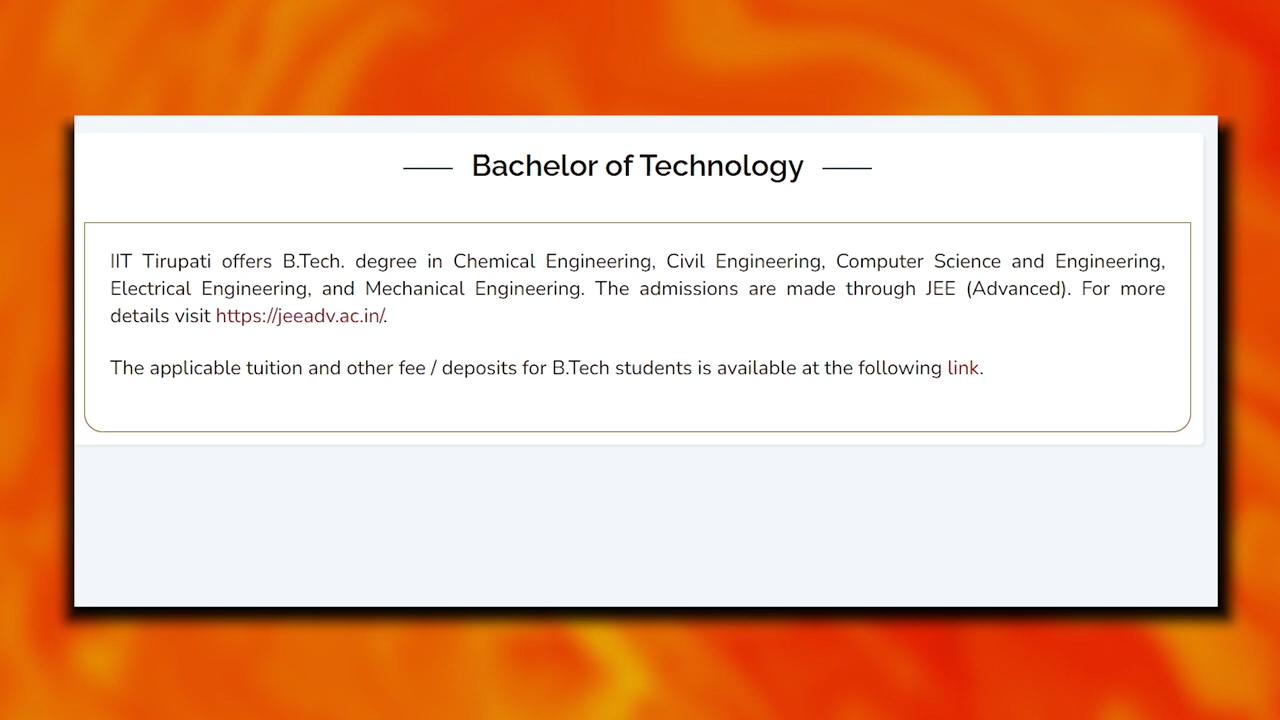 Bachelor of Technology
IIT Tirupati offers B.Tech. degree in Chemical Engineering, Civil Engineering, Computer Science and Engineering,
Electrical Engineering, and Mechanical Engineering. The admissions are made through JEE (Advanced). For more
details visit https://jeeadv.ac.in/.
The applicable tuition and other fee / deposits for B.Tech students is available at the following link.